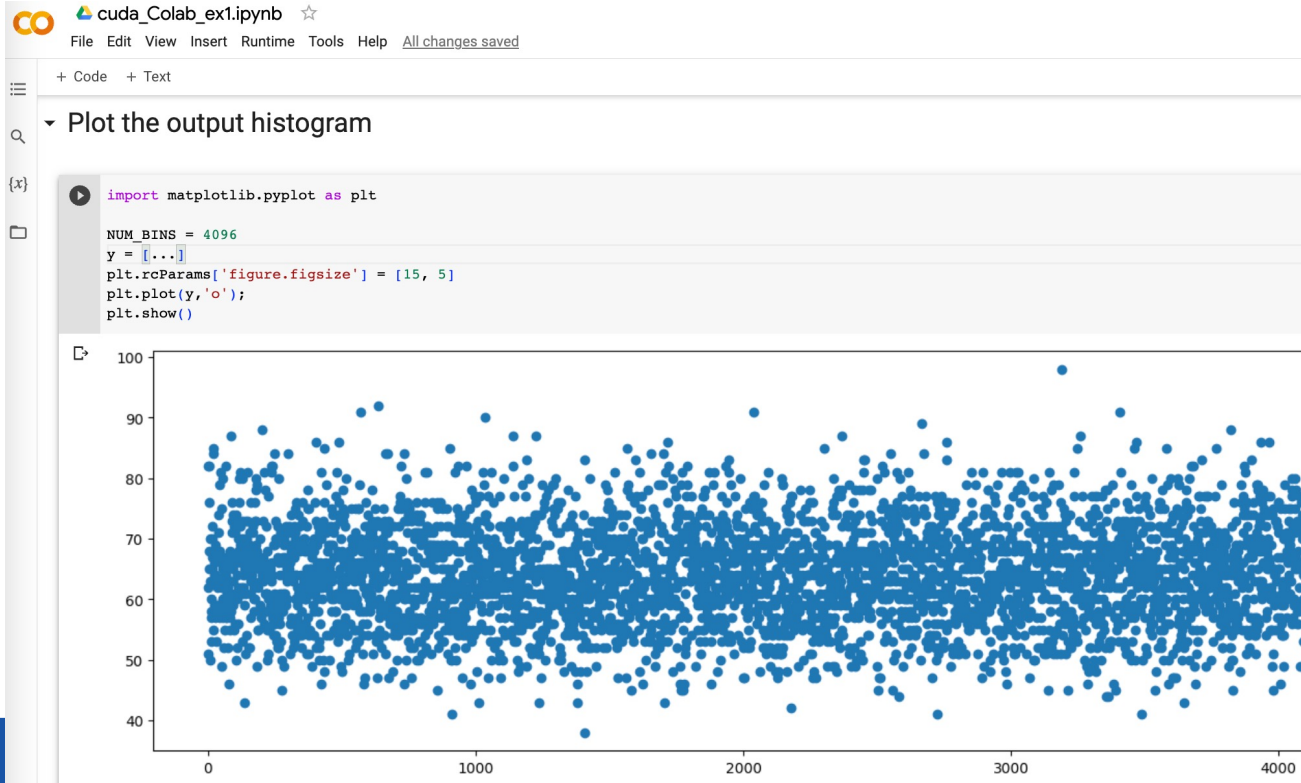 cuda_Colab_ex1.ipynb
File Edit View Insert Runtime Tools Help All changes saved
+ Code + Text
Plot the output histogram
{x}
import matplotlib.pyplot as plt
NUM_BINS = 4096
y = [...]
plt.rcParams['figure.figsize'] = [15, 5]
plt.plot(y,'o');
plt.show()
100
90
80
70
60
50
40
0 1000 2000 3000 4000